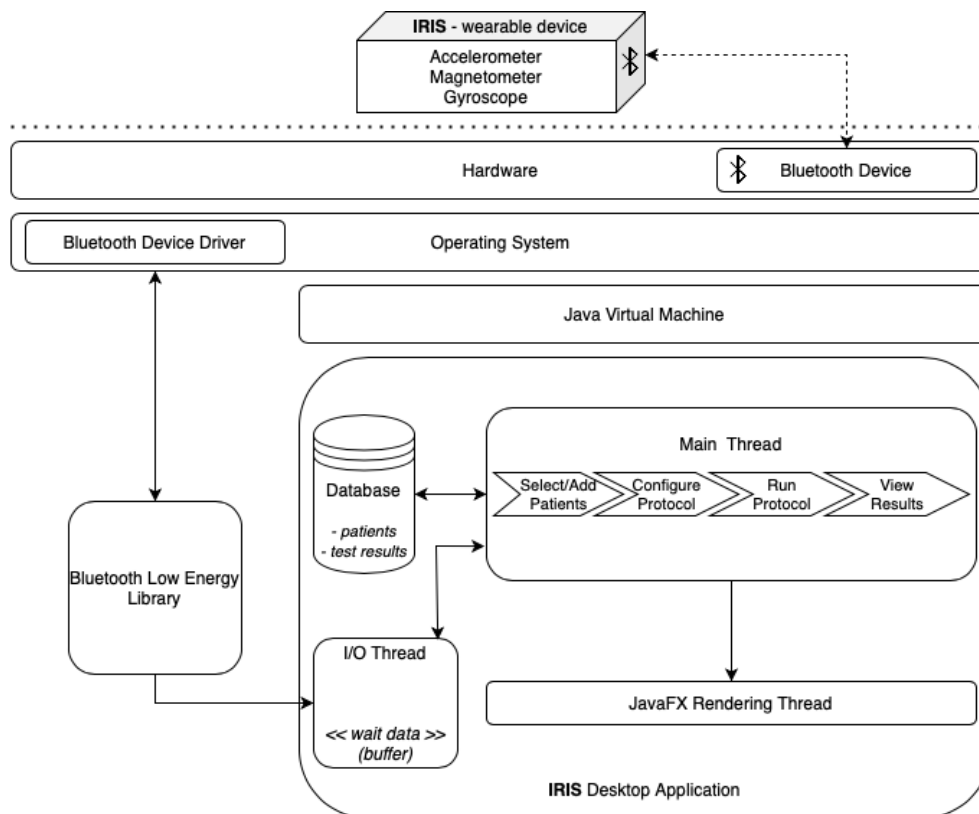 IRIS - wearable device
Accelerometer
Magnetometer
Gyroscope
Hardware
Bluetooth Device
Bluetooth Device Driver
Operating System
Java Virtual Machine
Main Thread
Database
- patients
- test results
Select/Add
Patients
Configure
Protocol
Run
Protocol
View
Results
Bluetooth Low Energy
Library
I/O Thread
<< wait data >>
(buffer)
JavaFX Rendering Thread
IRIS Desktop Application